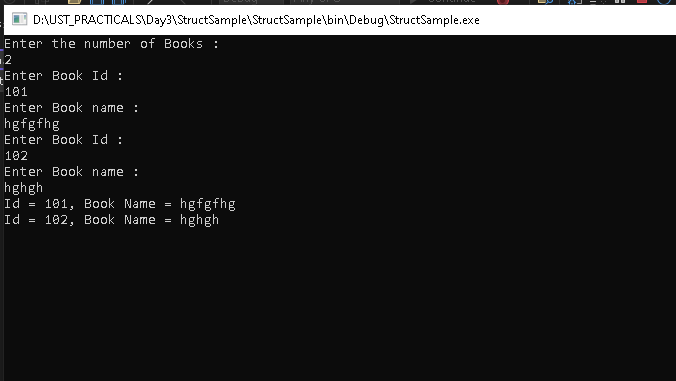 D:\UST_PRACTICALS\Day3\StructSample\StructSample\bin\Debug\StructSample.exe
Enter the number of Books :
2
Enter Book Id :
101
Enter Book name :
hgfgfhg
Enter Book Id :
102
Enter Book name :
hghgh
Id = 101, Book Name = hgfgfhg
Id = 102, Book Name = hghgh